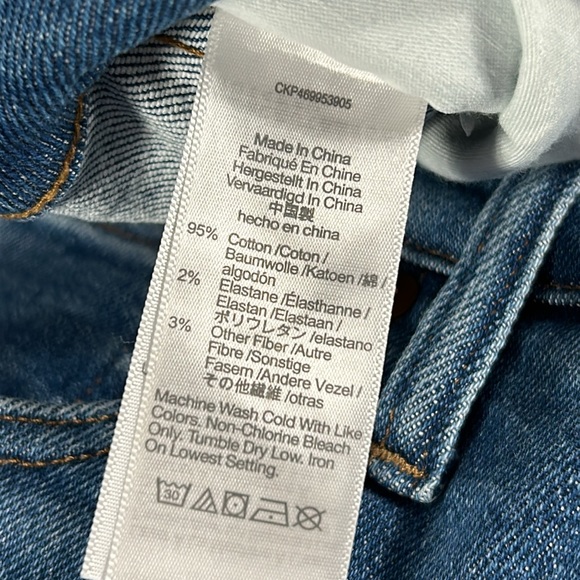 CKP469953905
Made In China
Fabriqué En Chine
Hergestellt In China
Vervaardigd In China
中国製
hecho en china
95% Cotton /Coton /
Baumwolle /Katoen /綿 /
algodón
2% Elastane /Élasthanne /
Elastan /Elastaan /
ポリウレタン /elastano
3% Other Fiber /Autre
Fibre /Sonstige
Fasern /Andere Vezel /
その他繊維 /otras
Machine Wash Cold With Like
Colors. Non-Chlorine Bleach
Only. Tumble Dry Low. Iron
On Lowest Setting.
30